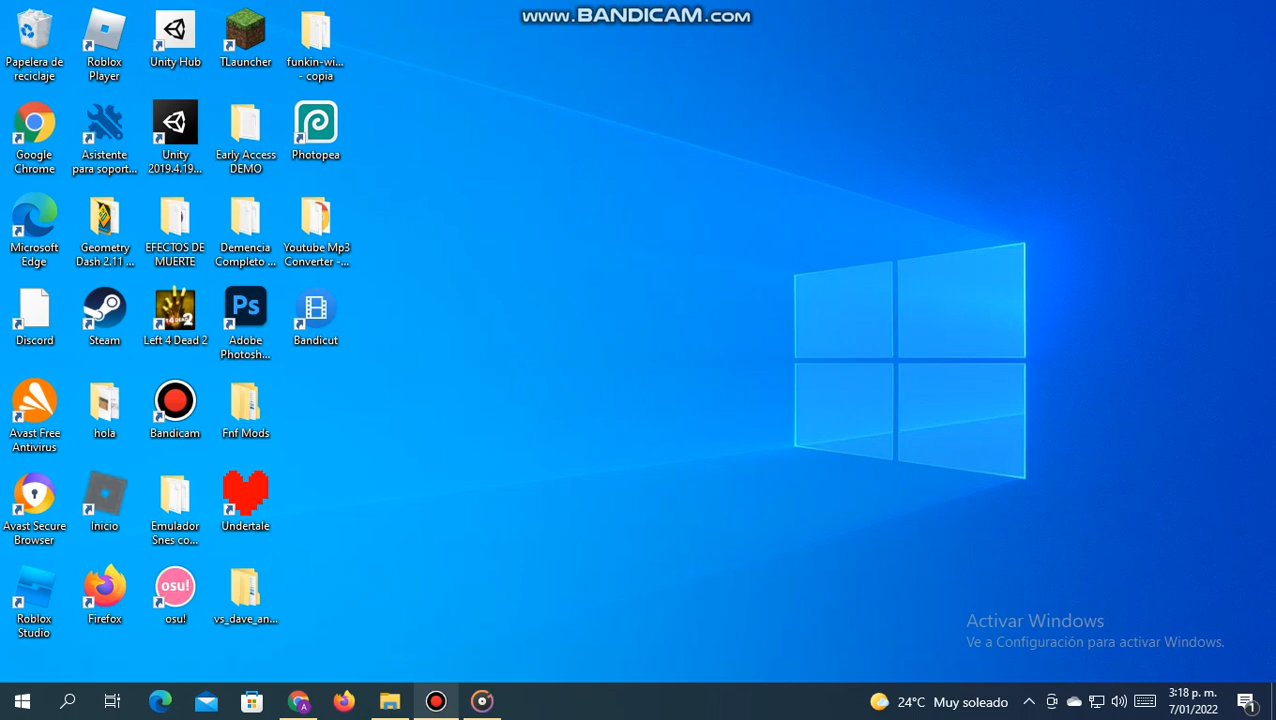 www.BANDICAM.com
Papelera de
reciclaje
Roblox
Player
Unity Hub
TLauncher
funkin-wi...
- copia
Google
Chrome
Asistente
para soport...
Unity
2019.4.19...
Early Access
DEMO
Photopea
Microsoft
Edge
Geometry
Dash 2.11 ...
EFECTOS DE
MUERTE
Demencia
Completo ...
Youtube Mp3
Converter -...
Discord
Steam
2
Left 4 Dead 2
Ps
Adobe
Photosh...
Bandicut
Avast Free
Antivirus
hola
Bandicam
Fnf Mods
Avast Secure
Browser
Inicio
Emulador
Snes co...
Undertale
Roblox
Studio
Firefox
osu!
osu!
vs_dave_an...
Activar Windows
Ve a Configuración para activar Windows.
A
24°C Muy soleado
3:18 p. m.
7/01/2022
1